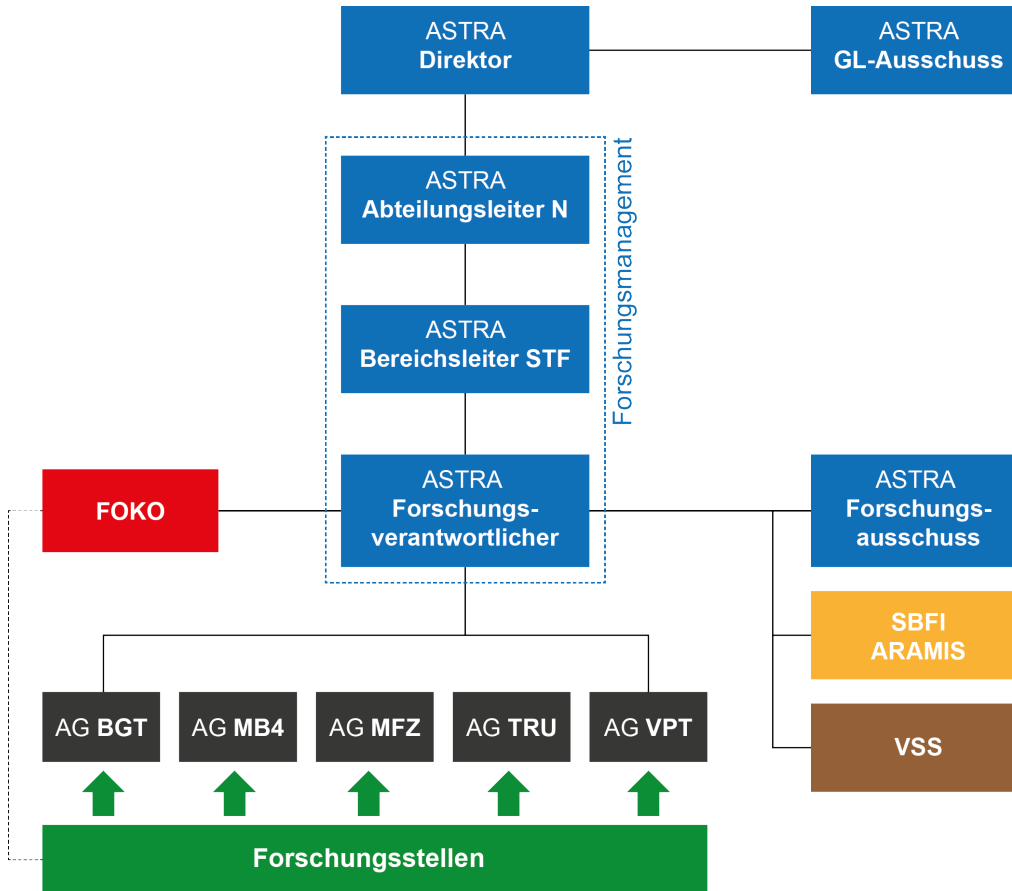 ASTRA
Direktor
ASTRA
GL-Ausschuss
ASTRA
Abteilungsleiter N
Forschungsmanagement
ASTRA
Bereichsleiter STF
FOKO
ASTRA
Forschungs-
verantwortlicher
ASTRA
Forschungs-
ausschuss
SBFI
ARAMIS
VSS
AG BGT
AG MB4
AG MFZ
AG TRU
AG VPT
Forschungsstellen